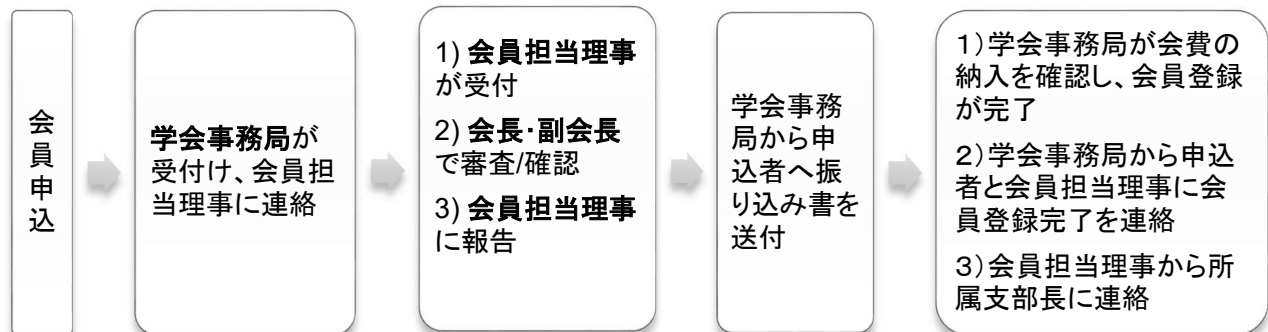 会員申込
学会事務局が
受付け、会員担
当理事に連絡
1) 会員担当理事
が受付
2) 会長・副会長
で審査/確認
3) 会員担当理事
に報告
学会事務
局から申
込者へ振
り込み書を
送付
１）学会事務局が会費の
納入を確認し、会員登録
が完了
２）学会事務局から申込
者と会員担当理事に会
員登録完了を連絡
３）会員担当理事から所
属支部長に連絡